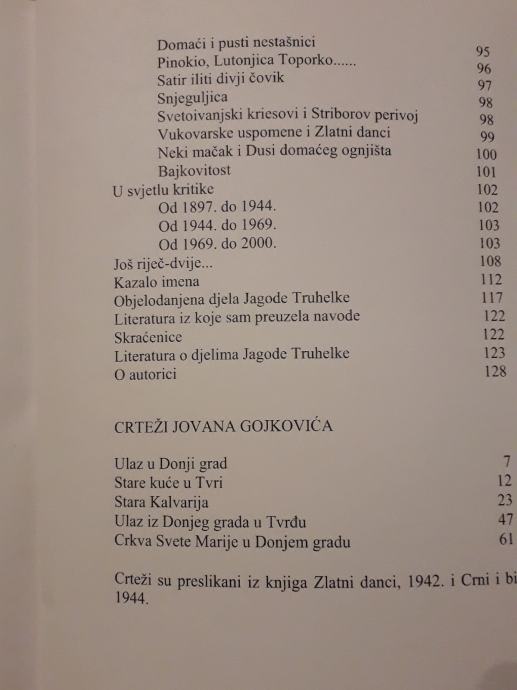 Domaći i pusti nestašnici 95
Pinokio, Lutonjica Toporko...... 96
Satir iliti divji čovik 97
Snjeguljica 98
Svetoivanjski kriesovi i Striborov perivoj 98
Vukovarske uspomene i Zlatni danci 99
Neki mačak i Dusi domaćeg ognjišta 100
Bajkovitost 101
U svjetlu kritike 102
Od 1897. do 1944. 102
Od 1944. do 1969. 103
Od 1969. do 2000. 103
Još riječ-dvije... 108
Kazalo imena 112
Objelodanjena djela Jagode Truhelke 117
Literatura iz koje sam preuzela navode 122
Skraćenice 122
Literatura o djelima Jagode Truhelke 123
O autorici 128
CRTEŽI JOVANA GOJKOVIĆA
Ulaz u Donji grad 7
Stare kuće u Tvri 12
Stara Kalvarija 23
Ulaz iz Donjeg grada u Tvrđu 47
Crkva Svete Marije u Donjem gradu 61
Crteži su preslikani iz knjiga Zlatni danci, 1942. i Crni i bi
1944.